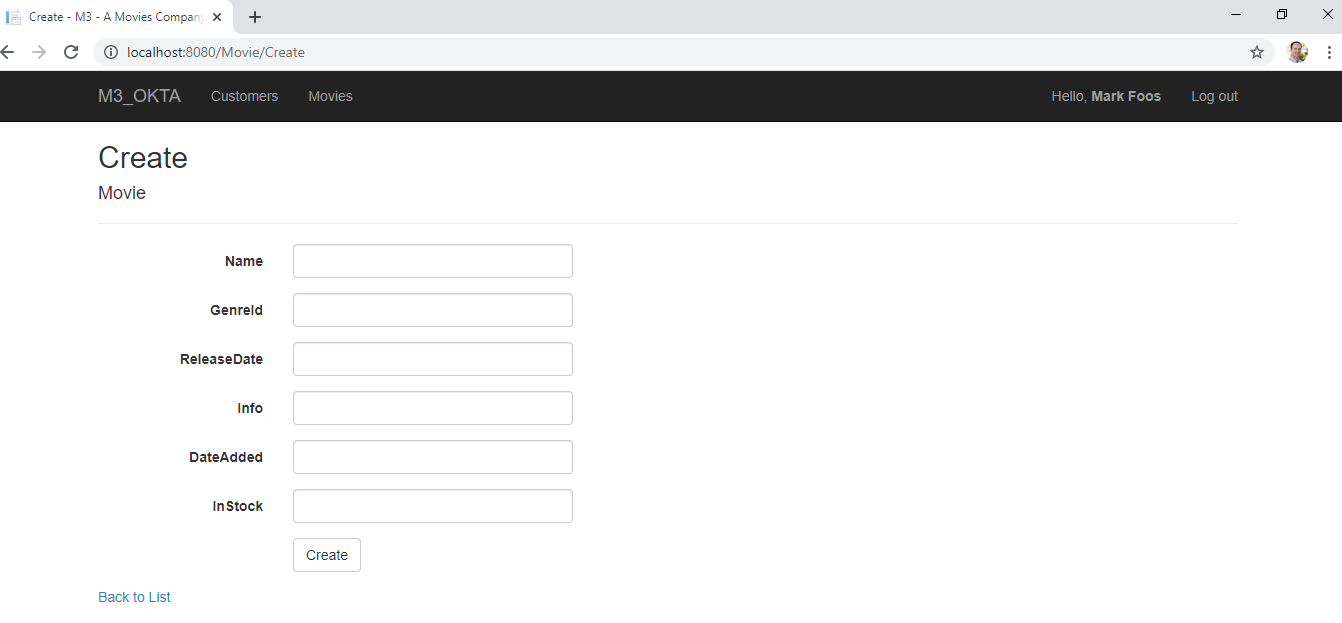 Create - M3 - A Movies Company
localhost:8080/Movie/Create
M3_OKTA Customers Movies Hello, Mark Foos Log out
Create
Movie
Name
GenreId
ReleaseDate
Info
DateAdded
InStock
Create
Back to List